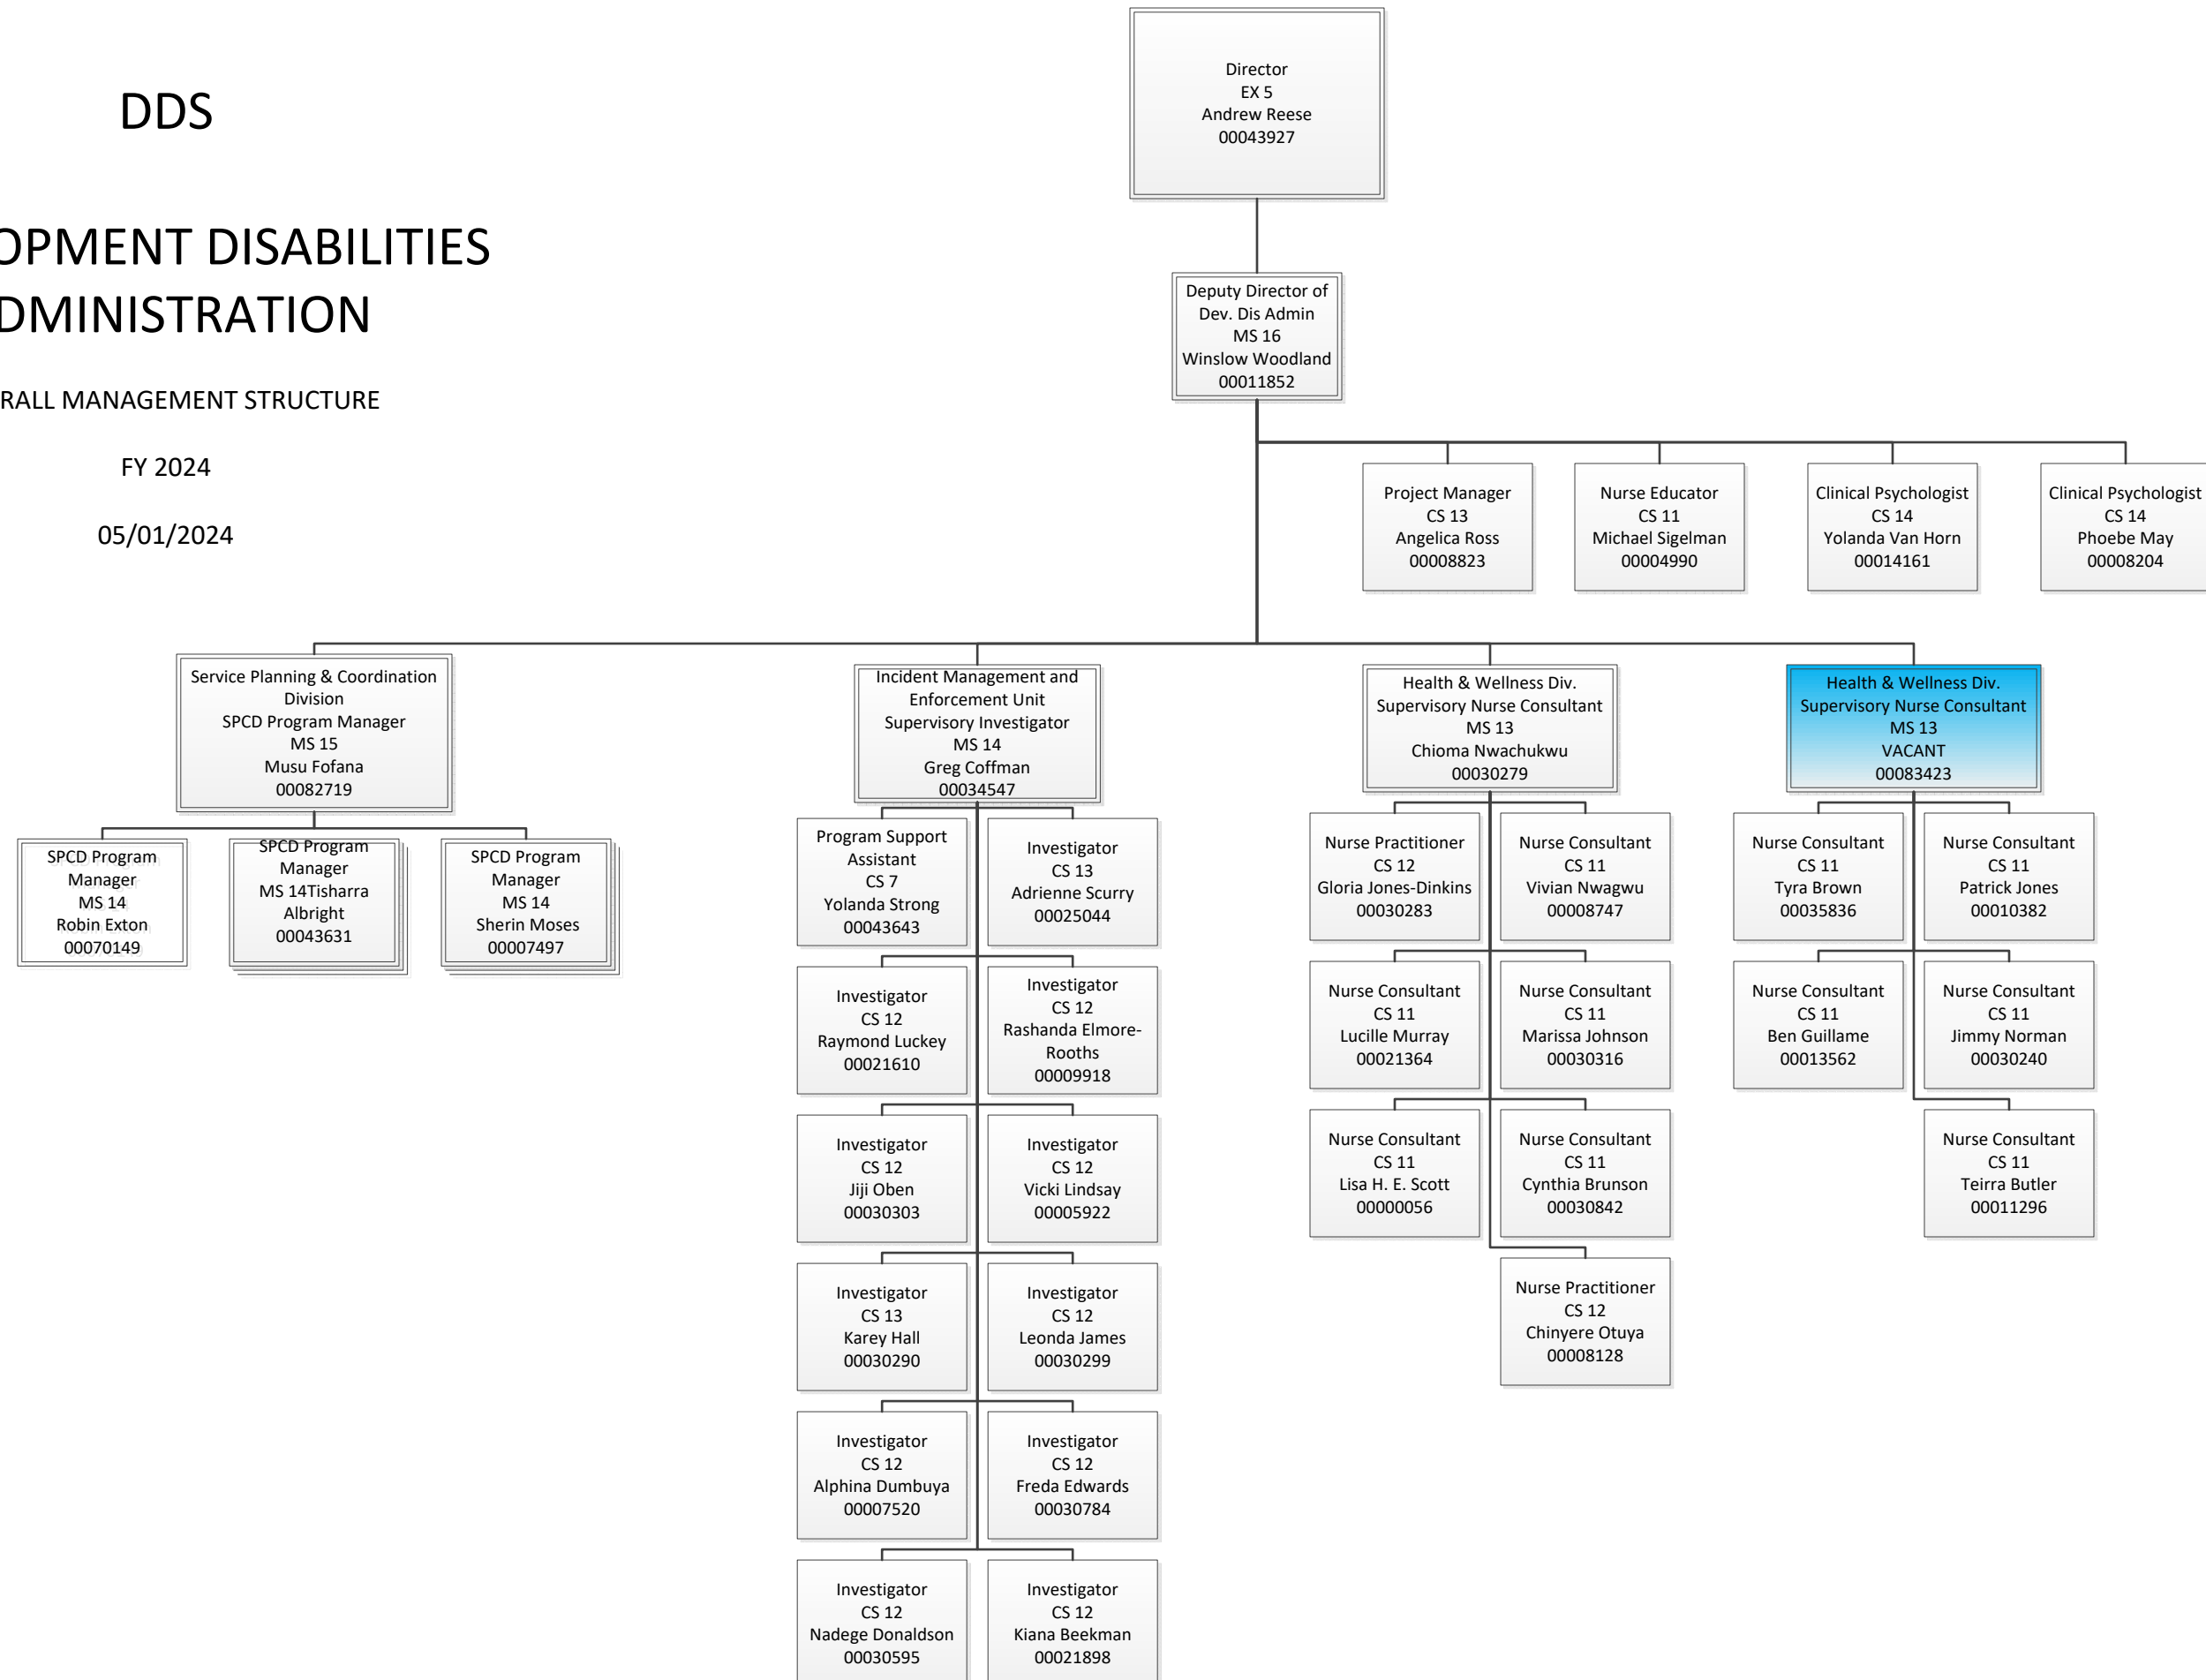 DDS
OPMENT DISABILITIES
DMINISTRATION
RALL MANAGEMENT STRUCTURE
FY 2024
05/01/2024
Director
EX 5
Andrew Reese
00043927
Deputy Director of
Dev. Dis Admin
MS 16
Winslow Woodland
00011852
Project Manager
CS 13
Angelica Ross
00008823
Nurse Educator
CS 11
Michael Sigelman
00004990
Clinical Psychologist
CS 14
Yolanda Van Horn
00014161
Clinical Psychologist
CS 14
Phoebe May
00008204
Service Planning & Coordination
Division
SPCD Program Manager
MS 15
Musu Fofana
00082719
SPCD Program
Manager
MS 14
Robin Exton
00070149
SPCD Program
Manager
MS 14Tisharra
Albright
00043631
SPCD Program
Manager
MS 14
Sherin Moses
00007497
Incident Management and
Enforcement Unit
Supervisory Investigator
MS 14
Greg Coffman
00034547
Program Support
Assistant
CS 7
Yolanda Strong
00043643
Investigator
CS 13
Adrienne Scurry
00025044
Investigator
CS 12
Raymond Luckey
00021610
Investigator
CS 12
Rashanda Elmore-
Rooths
00009918
Investigator
CS 12
Jiji Oben
00030303
Investigator
CS 12
Vicki Lindsay
00005922
Investigator
CS 13
Karey Hall
00030290
Investigator
CS 12
Leonda James
00030299
Investigator
CS 12
Alphina Dumbuya
00007520
Investigator
CS 12
Freda Edwards
00030784
Investigator
CS 12
Nadege Donaldson
00030595
Investigator
CS 12
Kiana Beekman
00021898
Health & Wellness Div.
Supervisory Nurse Consultant
MS 13
Chioma Nwachukwu
00030279
Nurse Practitioner
CS 12
Gloria Jones-Dinkins
00030283
Nurse Consultant
CS 11
Vivian Nwagwu
00008747
Nurse Consultant
CS 11
Lucille Murray
00021364
Nurse Consultant
CS 11
Marissa Johnson
00030316
Nurse Consultant
CS 11
Lisa H. E. Scott
00000056
Nurse Consultant
CS 11
Cynthia Brunson
00030842
Nurse Practitioner
CS 12
Chinyere Otuya
00008128
Health & Wellness Div.
Supervisory Nurse Consultant
MS 13
VACANT
00083423
Nurse Consultant
CS 11
Tyra Brown
00035836
Nurse Consultant
CS 11
Patrick Jones
00010382
Nurse Consultant
CS 11
Ben Guillame
00013562
Nurse Consultant
CS 11
Jimmy Norman
00030240
Nurse Consultant
CS 11
Teirra Butler
00011296